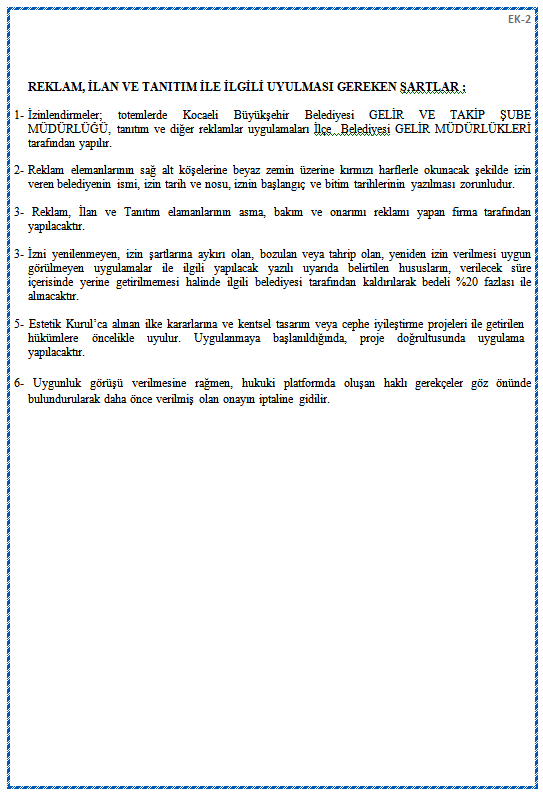 EK-2
REKLAM, İLAN VE TANITIM İLE İLGİLİ UYULMASI GEREKEN ŞARTLAR ;
1- İzinlendirmeler; totemlerde Kocaeli Büyükşehir Belediyesi GELİR VE TAKİP ŞUBE
MÜDÜRLÜĞÜ, tanıtım ve diğer reklamlar uygulamaları İlçe Belediyesi GELİR MÜDÜRLÜKLERİ
tarafından yapılır.
2- Reklam elemanlarının sağ alt köşelerine beyaz zemin üzerine kırmızı harflerle okunacak şekilde izin
veren belediyenin ismi, izin tarih ve nosu, iznin başlangıç ve bitim tarihlerinin yazılması zorunludur.
3- Reklam, İlan ve Tanıtım elamanlarının asma, bakım ve onarımı reklamı yapan firma tarafından
yapılacaktır.
3- İzni yenilenmeyen, izin şartlarına aykırı olan, bozulan veya tahrip olan, yeniden izin verilmesi uygun
görülmeyen uygulamalar ile ilgili yapılacak yazılı uyarıda belirtilen hususların, verilecek süre
içerisinde yerine getirilmemesi halinde ilgili belediyesi tarafından kaldırılarak bedeli %20 fazlası ile
alınacaktır.
5- Estetik Kurul’ca alınan ilke kararlarına ve kentsel tasarım veya cephe iyileştirme projeleri ile getirilen
hükümlere öncelikle uyulur. Uygulanmaya başlanıldığında, proje doğrultusunda uygulama
yapılacaktır.
6- Uygunluk görüşü verilmesine rağmen, hukuki platformda oluşan haklı gerekçeler göz önünde
bulundurularak daha önce verilmiş olan onayın iptaline gidilir.